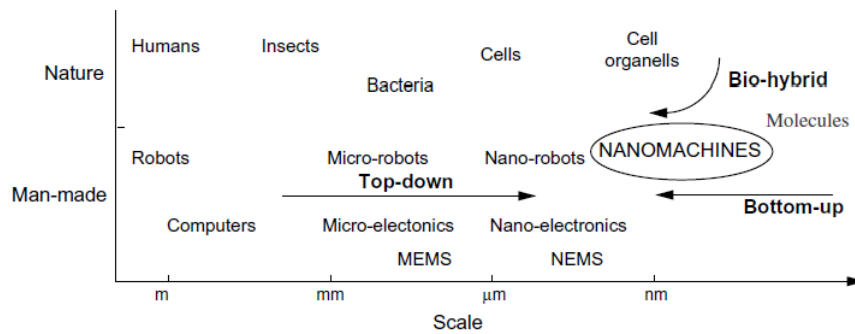 Humans
Insects
Cells
Cell
organells
Nature
Bacteria
Bio-hybrid
Molecules
Robots
Micro-robots
Nano-robots
NANOMACHINES
Top-down
Man-made
Bottom-up
Computers
Micro-electonics
Nano-electronics
MEMS
NEMS
m
mm
μm
nm
Scale